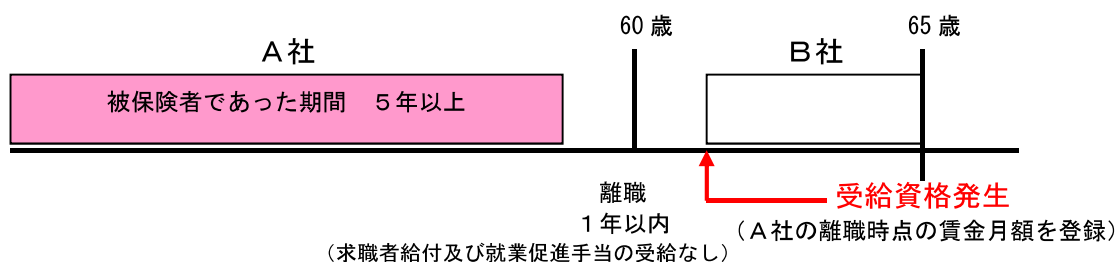 60歳
65歳
A社
B社
被保険者であった期間　５年以上
離職
１年以内
（求職者給付及び就業促進手当の受給なし）
受給資格発生
（Ａ社の離職時点の賃金月額を登録）